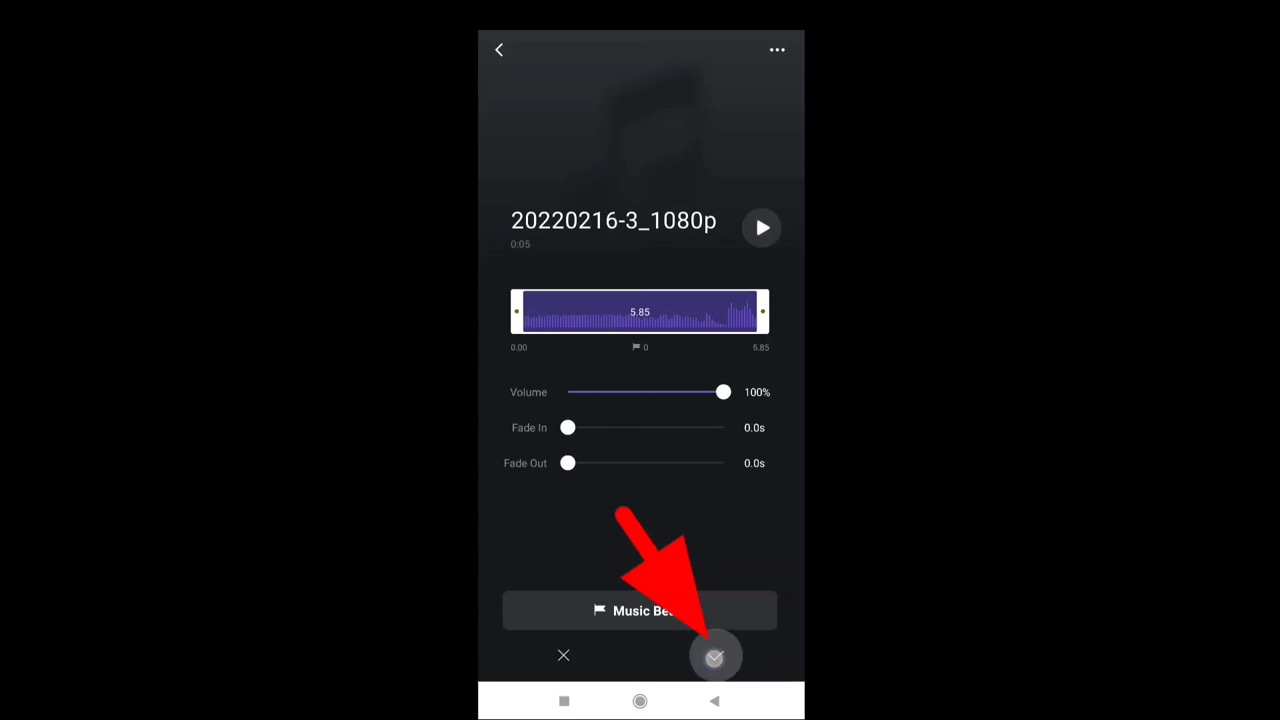 20220216-3_1080p
0:05
5.85
0.00 0 5.85
Volume 100%
Fade In 0.0s
Fade Out 0.0s
Music